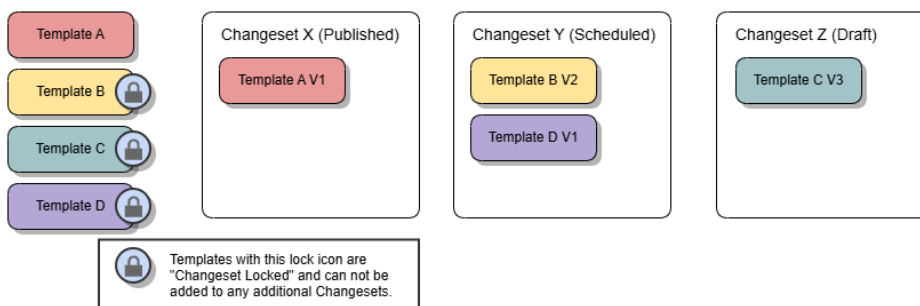 Template A
Template B
Template C
Template D
Changeset X (Published)
Template A V1
Changeset Y (Scheduled)
Template B V2
Template D V1
Changeset Z (Draft)
Template C V3
Templates with this lock icon are
"Changeset Locked" and can not be
added to any additional Changesets.